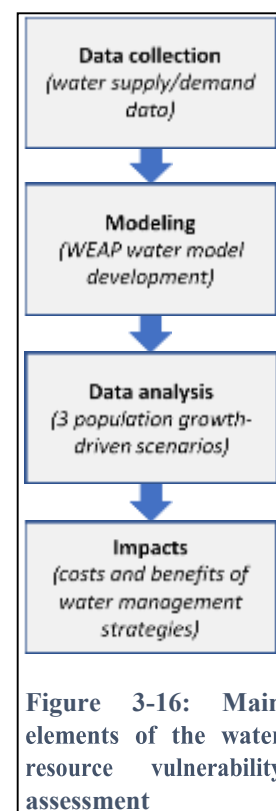 Data collection
(water supply/demand
data)
Modeling
(WEAP water model
development)
Data analysis
(3 population growth-
driven scenarios)
Impacts
(costs and benefits of
water management
strategies)
Figure 3-16: Main
elements of the water
resource vulnerability
assessment